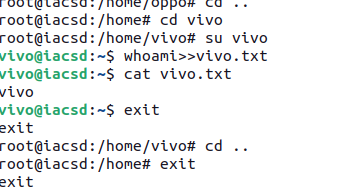 root@iacsd:/home/oppo# cd ..
root@iacsd:/home# cd vivo
root@iacsd:/home/vivo# su vivo
vivo@iacsd:~$ whoami>>vivo.txt
vivo@iacsd:~$ cat vivo.txt
vivo
vivo@iacsd:~$ exit
exit
root@iacsd:/home/vivo# cd ..
root@iacsd:/home# exit
exit